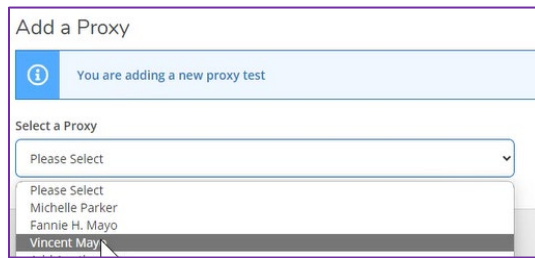 Add a Proxy
You are adding a new proxy test
Select a Proxy
Please Select
Please Select
Michelle Parker
Fannie H. Mayo
Vincent Mayo